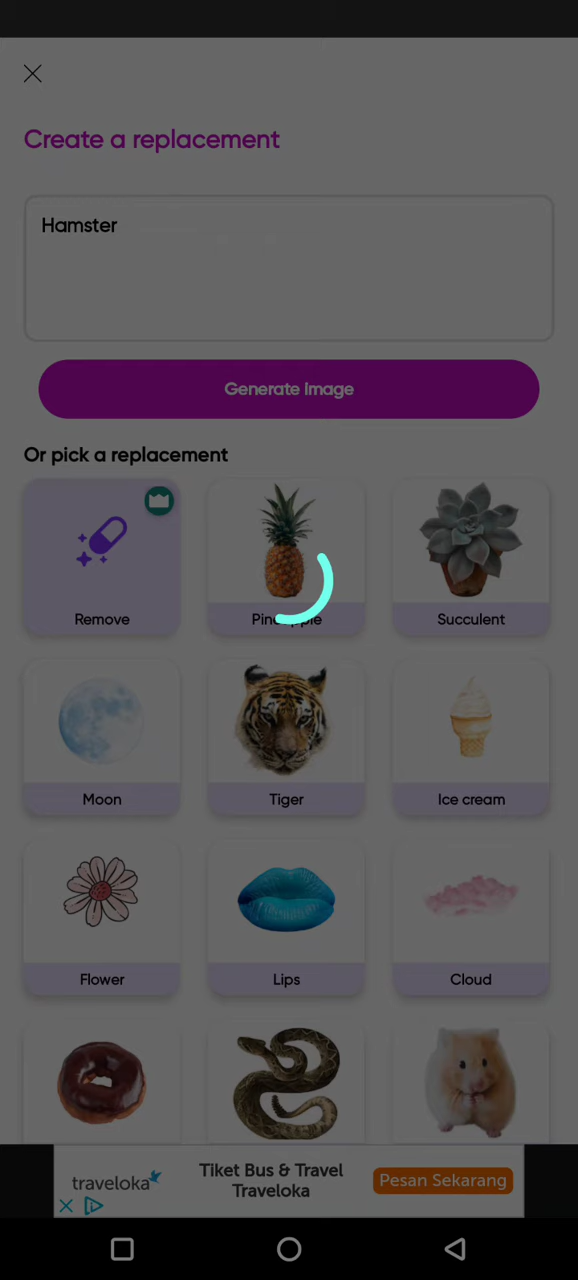 Create a replacement
Hamster
Generate Image
Or pick a replacement
Remove
Pineapple
Succulent
Moon
Tiger
Ice cream
Flower
Lips
Cloud
traveloka
Tiket Bus & Travel
Traveloka
Pesan Sekarang